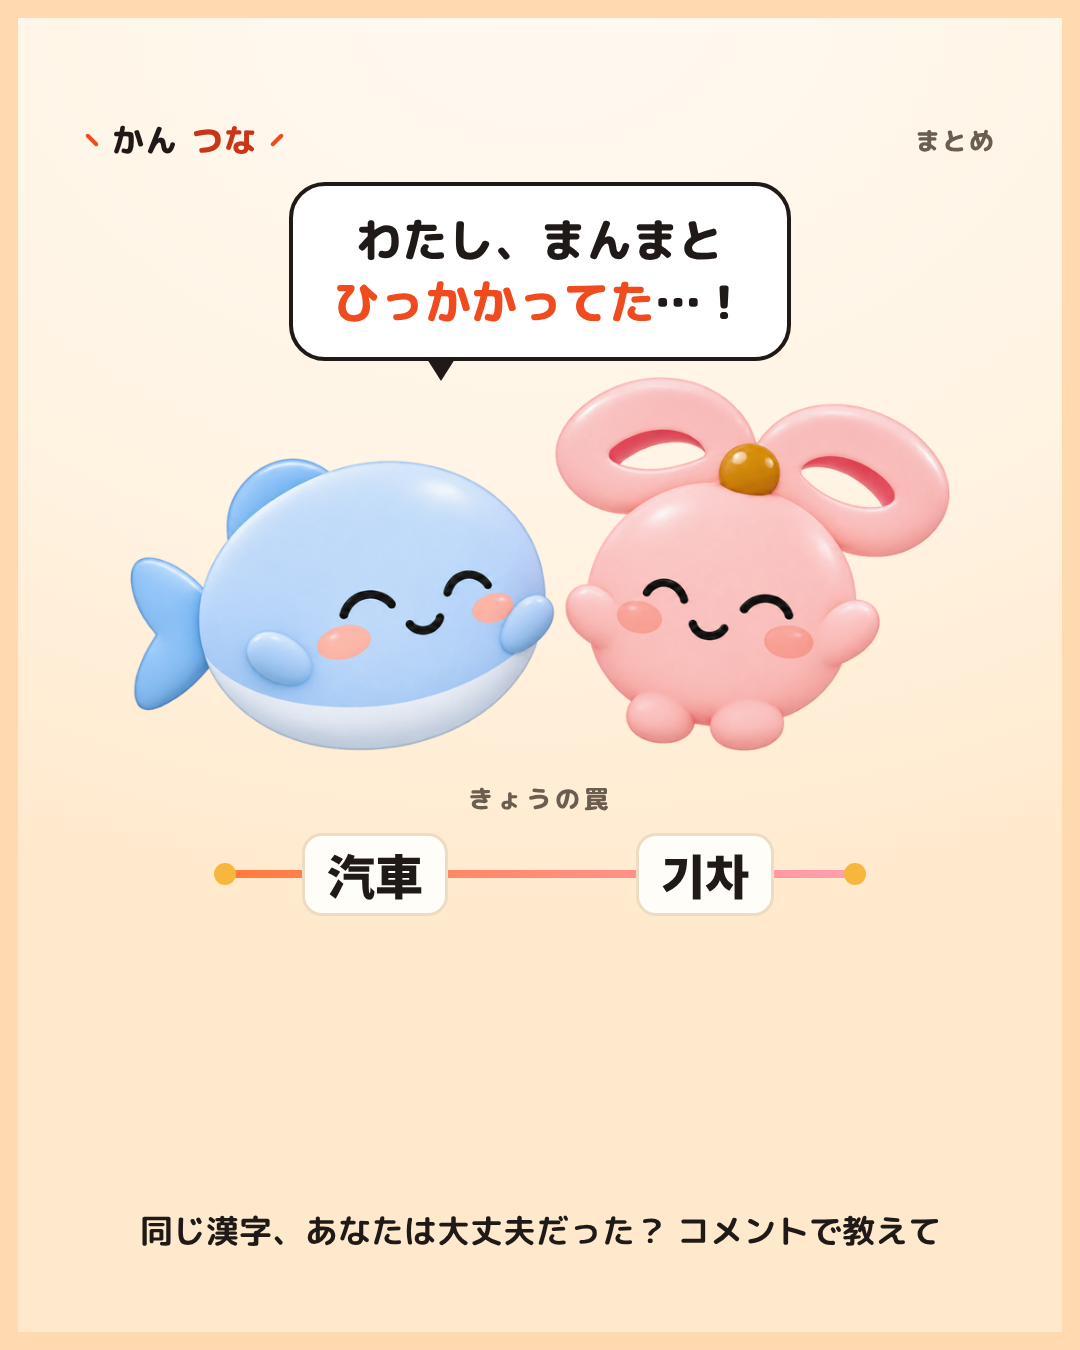 かん つな
まとめ
わたし、まんまと
ひっかかってた…！
きょうの罠
汽車
기차
同じ漢字、あなたは大丈夫だった？ コメントで教えて